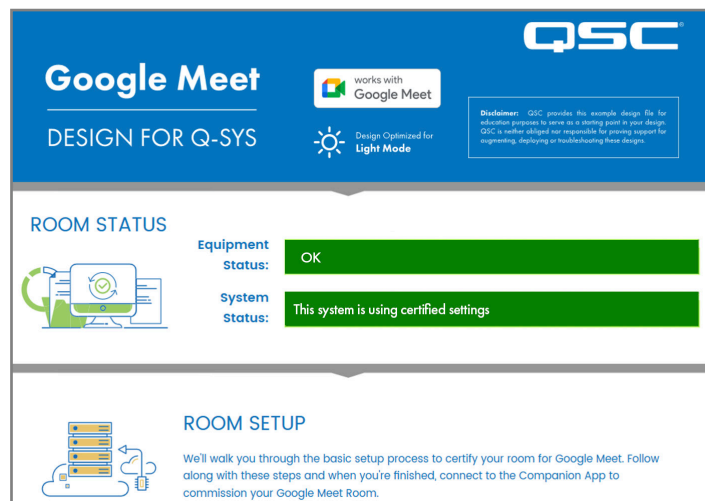 QSC®
Google Meet
DESIGN FOR Q-SYS
works with
Google Meet
Design Optimized for
Light Mode
Disclaimer: QSC provides this example design file for
education purposes to serve as a starting point in your design.
QSC is neither obliged nor responsible for proving support for
augmenting, deploying or troubleshooting these designs.
ROOM STATUS
Equipment
Status:
OK
System
Status:
This system is using certified settings
ROOM SETUP
We'll walk you through the basic setup process to certify your room for Google Meet. Follow
along with these steps and when you're finished, connect to the Companion App to
commission your Google Meet Room.